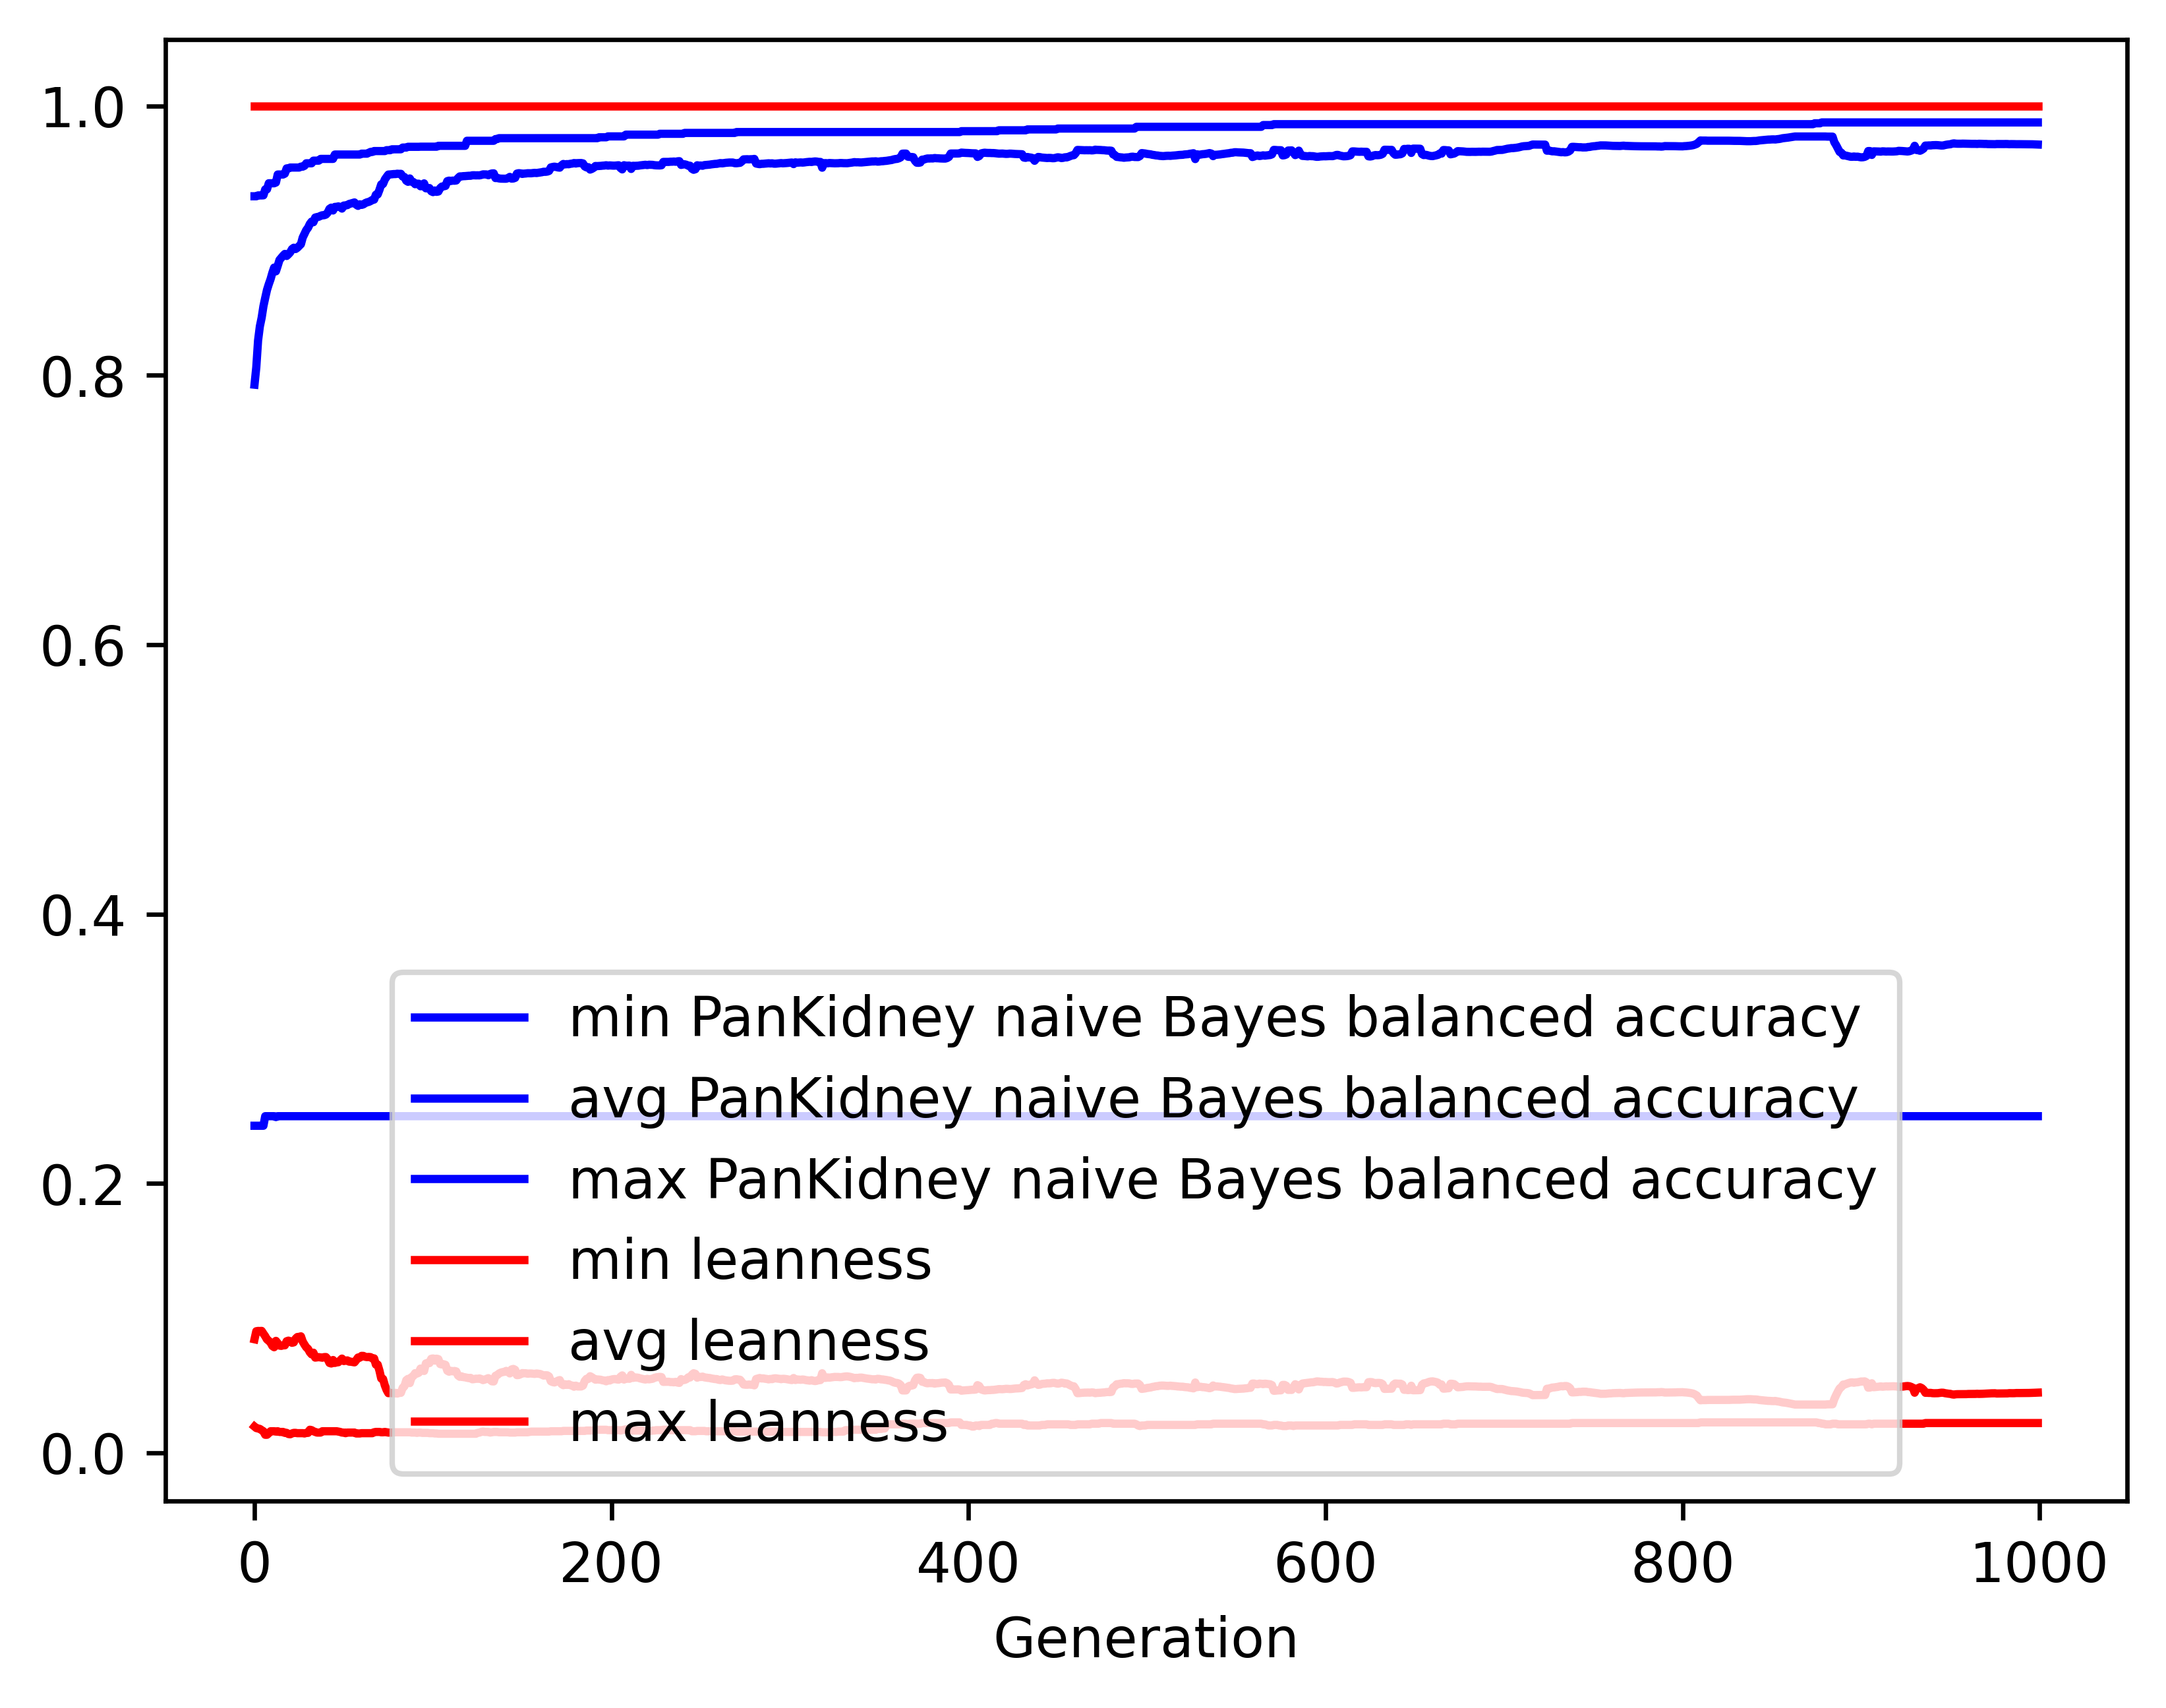 1.0
0.8
0.6
0.4
0.2
0.0
min PanKidney naive Bayes balanced accuracy
avg PanKidney naive Bayes balanced accuracy
max PanKidney naive Bayes balanced accuracy
min leanness
avg leanness
max leanness
0 200 400 600 800 1000
Generation